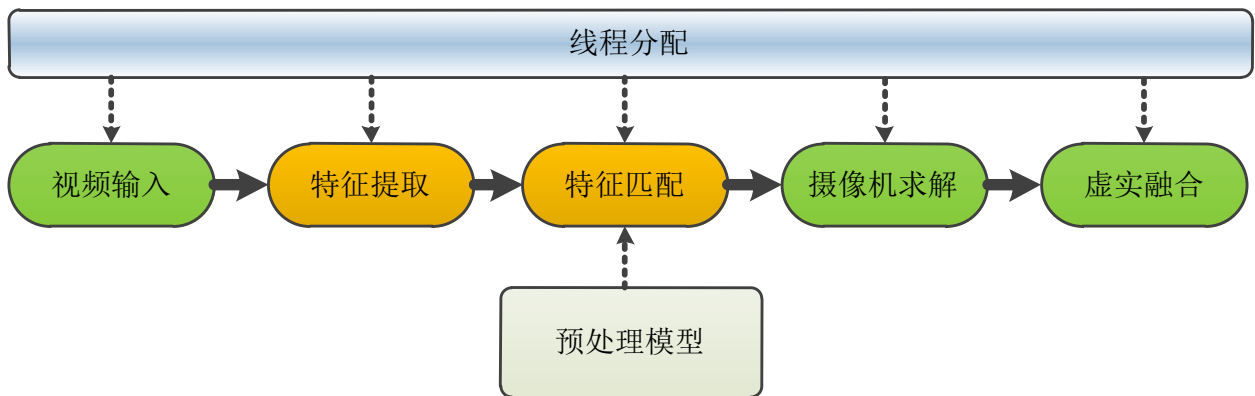 线程分配
视频输入
特征提取
特征匹配
摄像机求解
虚实融合
预处理模型